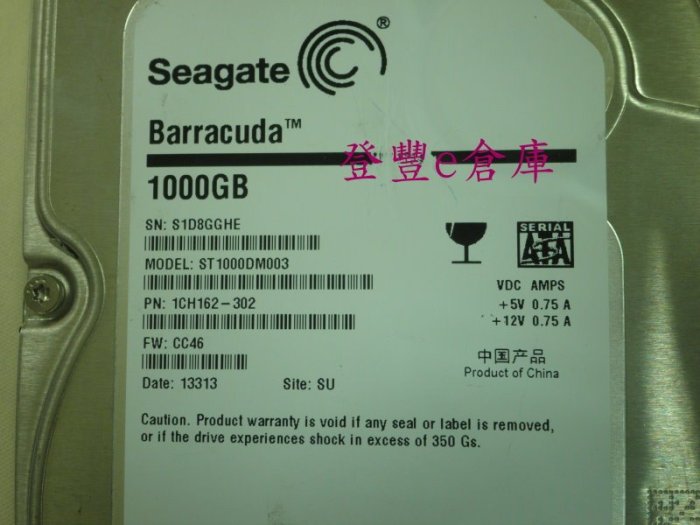 Seagate®
Barracuda™
登豐e倉庫
1000GB
SN: S1D8GGHE
MODEL: ST1000DM003
PN: 1CH162-302
FW: CC46
Date: 13313 Site: SU
SERIAL
ATA
VDC AMPS
+5V 0.75 A
+12V 0.75 A
中国产品
Product of China
Caution. Product warranty is void if any seal or label is removed,
or if the drive experiences shock in excess of 350 Gs.